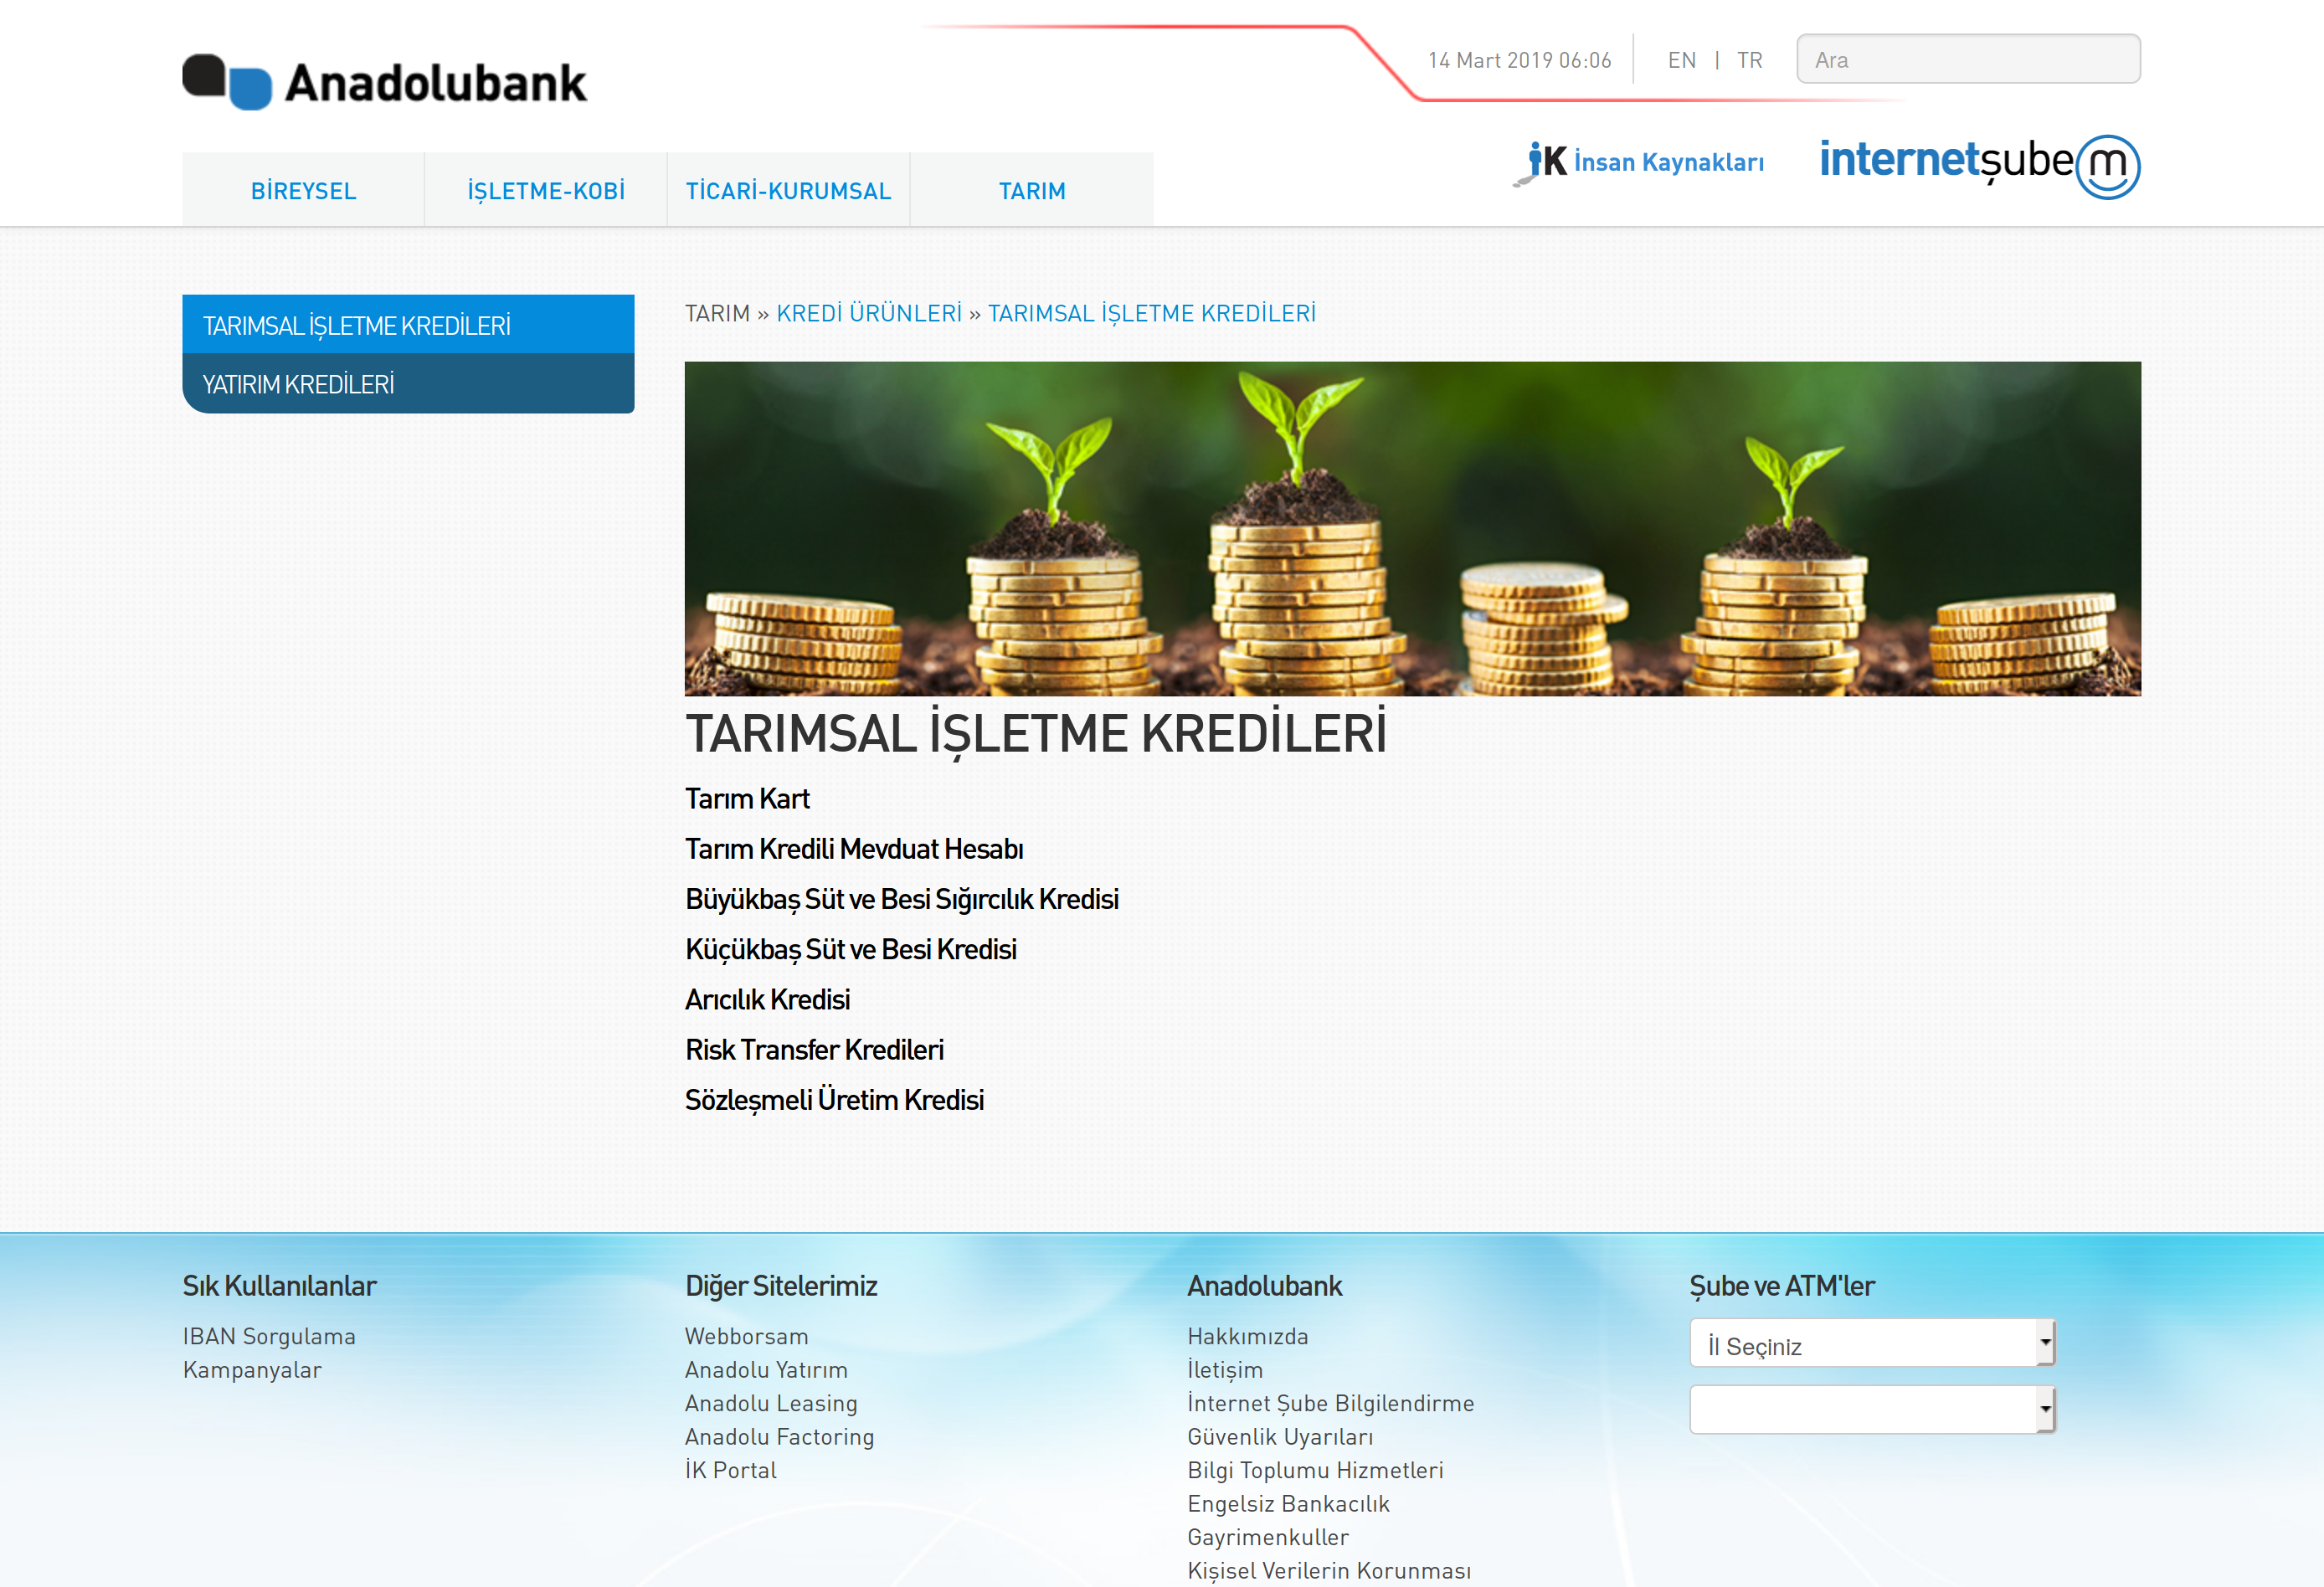 Anadolubank
14 Mart 2019 06:06
EN | TR
Ara
iK İnsan Kaynakları
internetşube m
BİREYSEL
İŞLETME-KOBİ
TİCARİ-KURUMSAL
TARIM
TARIMSAL İŞLETME KREDİLERİ
YATIRIM KREDİLERİ
TARIM » KREDİ ÜRÜNLERİ » TARIMSAL İŞLETME KREDİLERİ
TARIMSAL İŞLETME KREDİLERİ
Tarım Kart
Tarım Kredili Mevduat Hesabı
Büyükbaş Süt ve Besi Sığırcılık Kredisi
Küçükbaş Süt ve Besi Kredisi
Arıcılık Kredisi
Risk Transfer Kredileri
Sözleşmeli Üretim Kredisi
Sık Kullanılanlar
IBAN Sorgulama
Kampanyalar
Diğer Sitelerimiz
Webborsam
Anadolu Yatırım
Anadolu Leasing
Anadolu Factoring
İK Portal
Anadolubank
Hakkımızda
İletişim
İnternet Şube Bilgilendirme
Güvenlik Uyarıları
Bilgi Toplumu Hizmetleri
Engelsiz Bankacılık
Gayrimenkuller
Kişisel Verilerin Korunması
Şube ve ATM'ler
İl Seçiniz